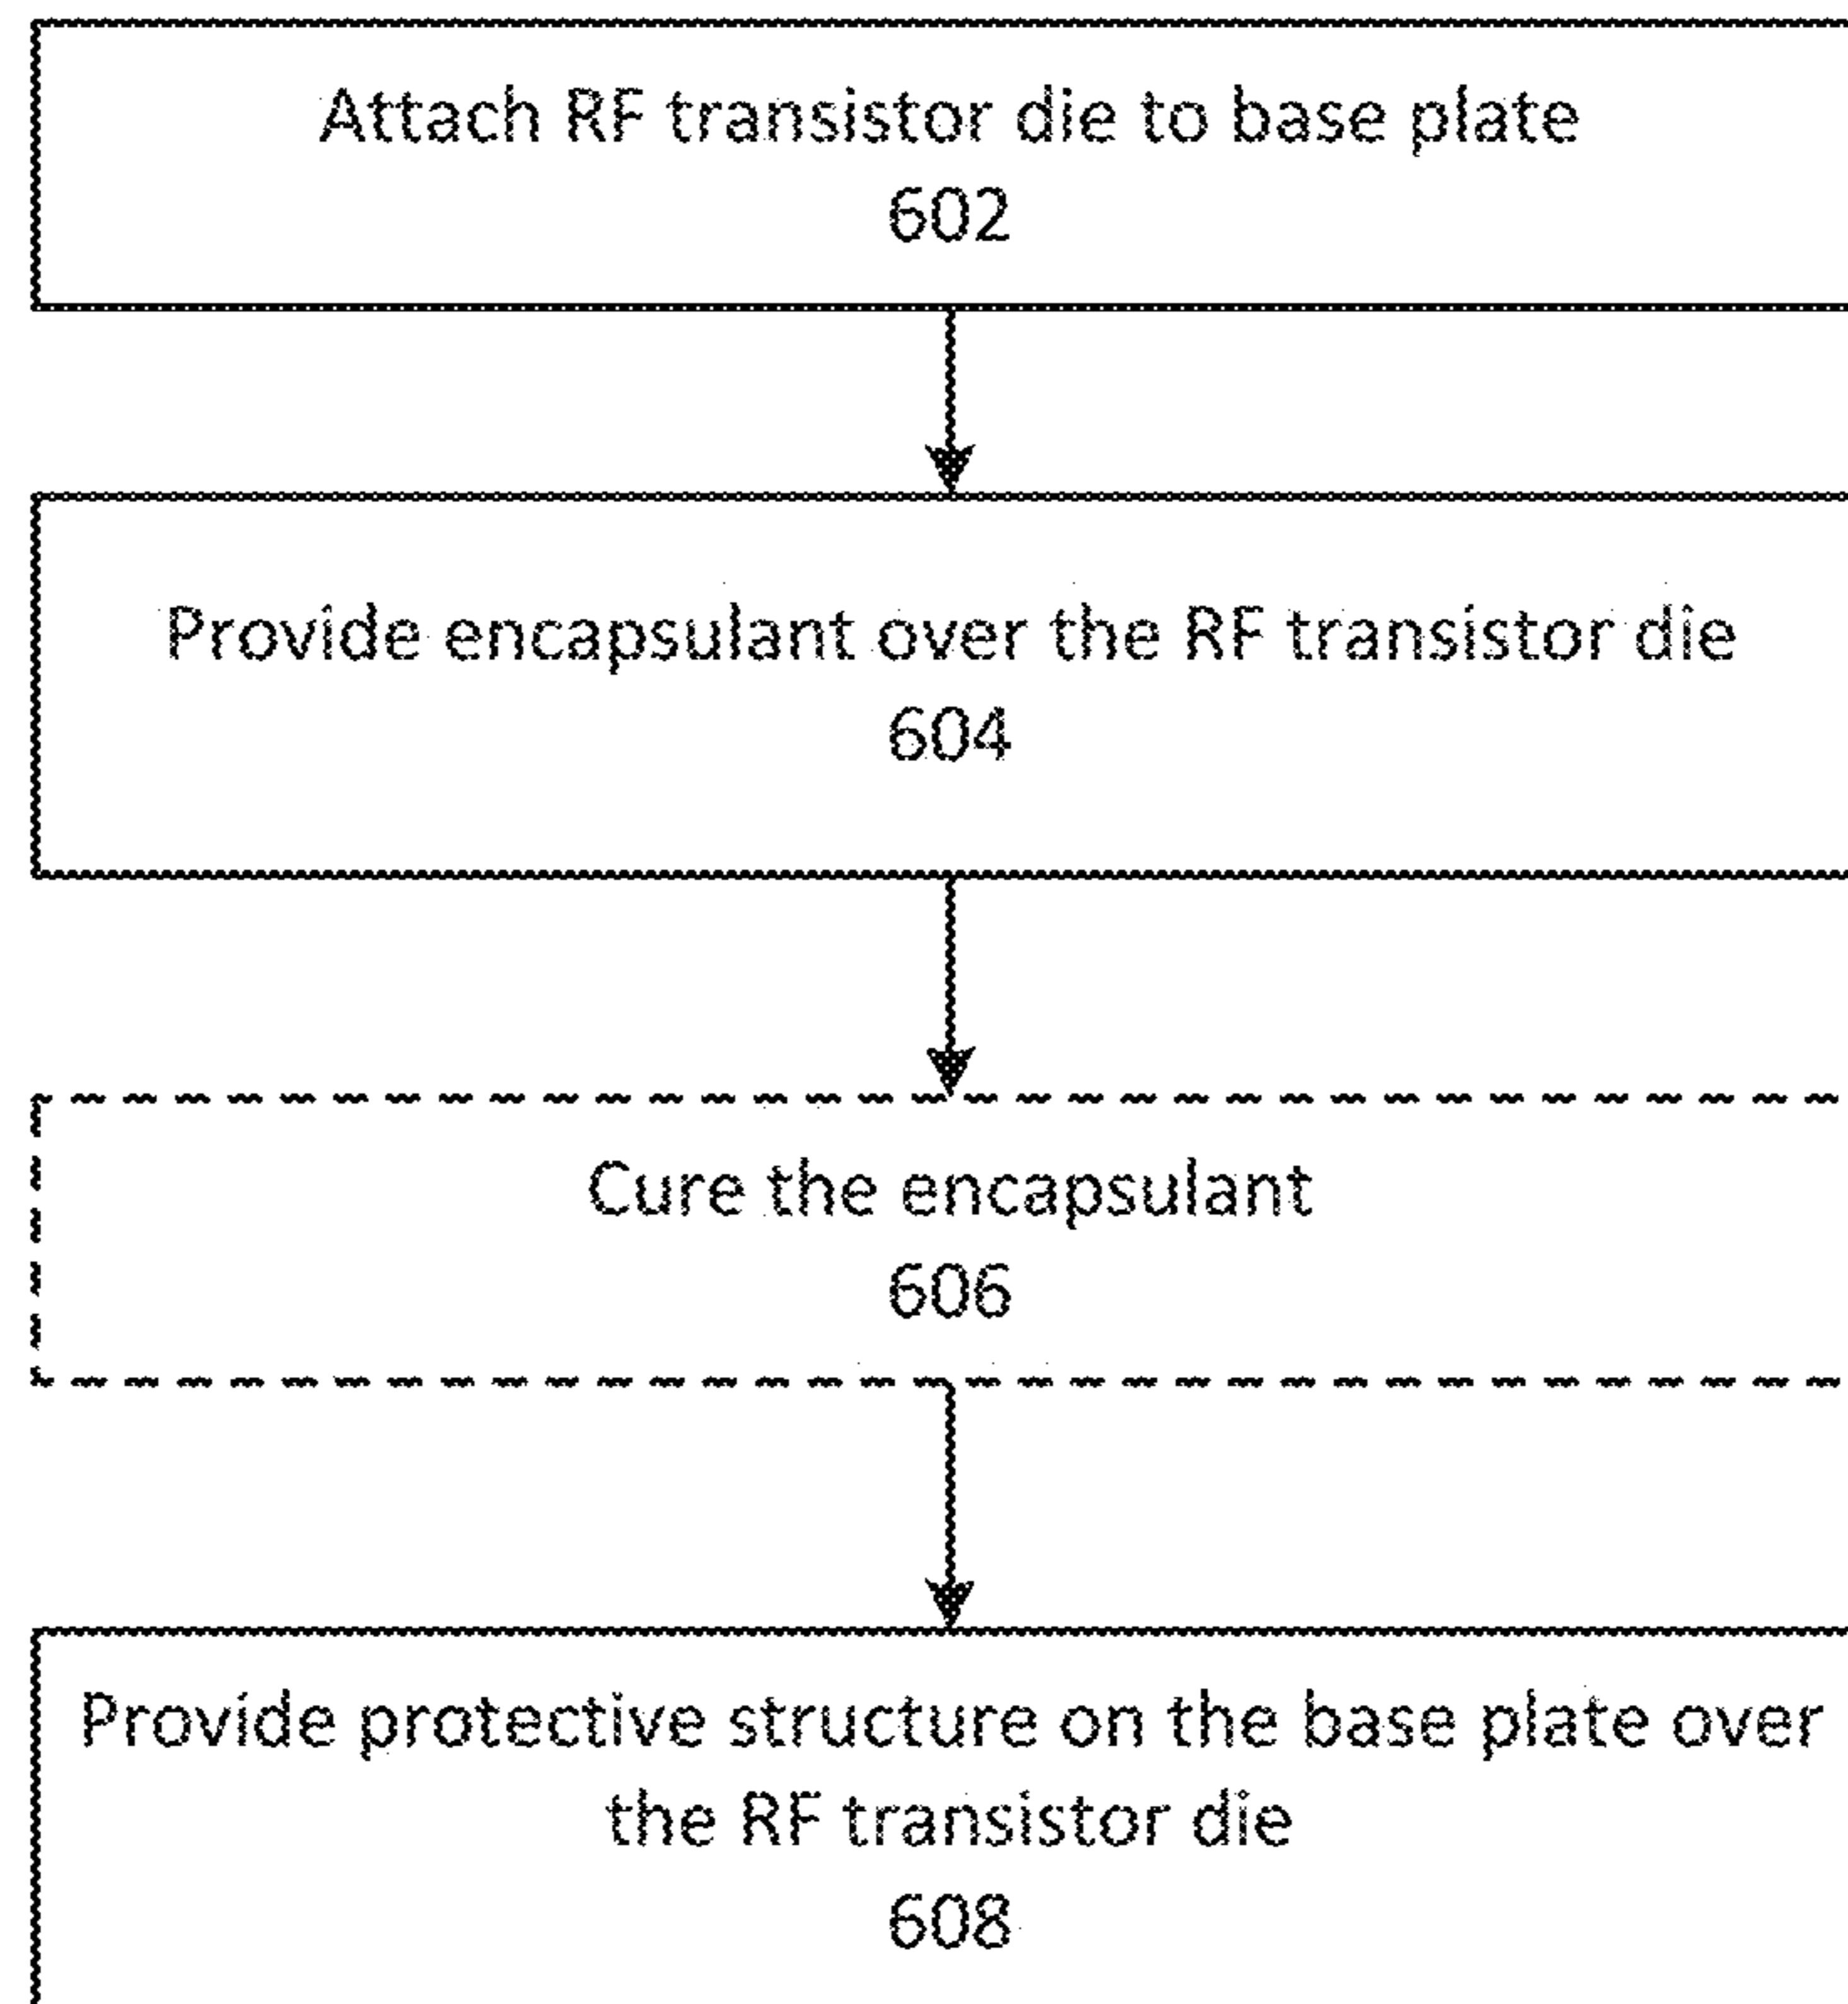 Attach RF transistor die to base plate
602
Provide encapsulant over the RF transistor die
604
Cure the encapsulant
606
Provide protective structure on the base plate over
the RF transistor die
608